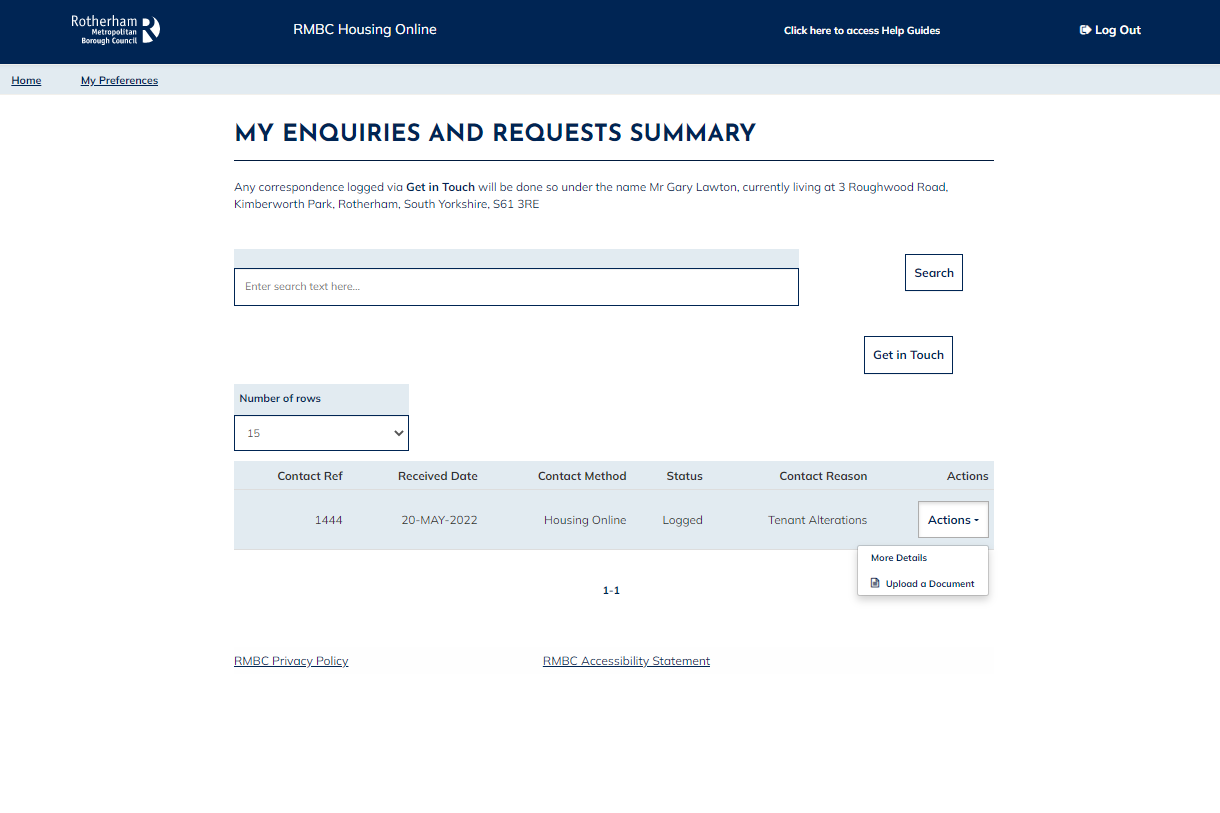 Rotherham
Metropolitan
Borough Council
RMBC Housing Online
Click here to access Help Guides
Log Out
Home
My Preferences
MY ENQUIRIES AND REQUESTS SUMMARY
Any correspondence logged via Get in Touch will be done so under the name Mr Gary Lawton, currently living at 3 Roughwood Road,
Kimberworth Park, Rotherham, South Yorkshire, S61 3RE
Enter search text here...
Search
Get in Touch
Number of rows
15
Contact Ref Received Date Contact Method Status Contact Reason Actions
1444 20-MAY-2022 Housing Online Logged Tenant Alterations Actions
More Details
Upload a Document
1-1
RMBC Privacy Policy
RMBC Accessibility Statement